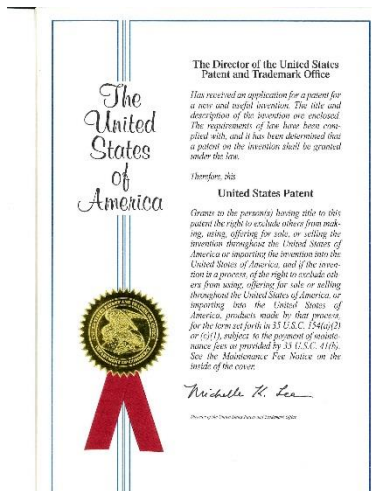 The
United
States
of
America
The Director of the United States
Patent and Trademark Office
Has received an application for a patent for
a new and useful invention. The title and
description of the invention are enclosed.
The requirements of law have been com-
plied with, and it has been determined that
a patent on the invention shall be granted
under the law.
Therefore, this
United States Patent
Grants to the person(s) having title to this
patent the right to exclude others from mak-
ing, using, offering for sale, or selling the
invention throughout the United States of
America or importing the invention into the
United States of America, and if the inven-
tion is a process, of the right to exclude oth-
ers from using, offering for sale or selling
throughout the United States of America, or
importing into the United States of
America, products made by that process,
for the term set forth in 35 U.S.C. 154(a)(2)
or (c)(1), subject to the payment of mainte-
nance fees as provided by 35 U.S.C. 41(b).
See the Maintenance Fee Notice on the
inside of the cover.
Michelle K. Lee
Director of the United States Patent and Trademark Office